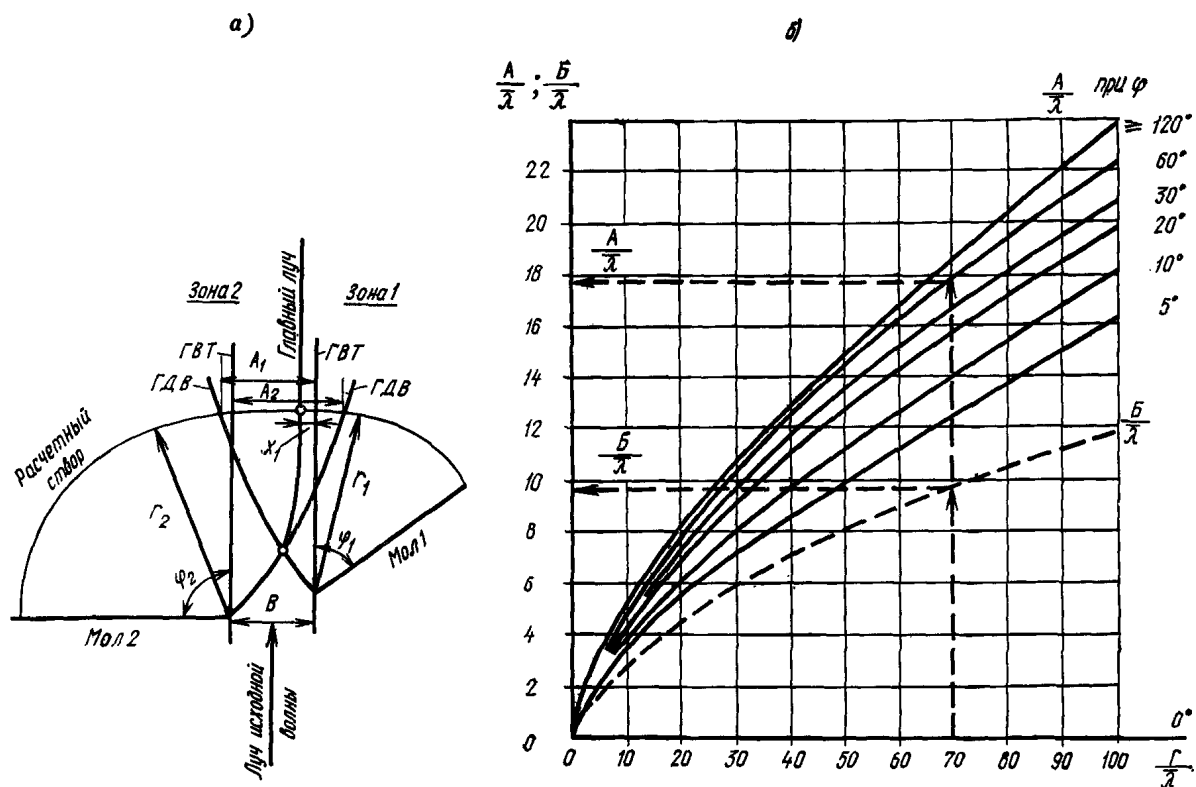 а)
Зона 2
Главный луч
Зона 1
ГВТ
A₁
ГВТ
ГДВ
A₂
ГДВ
Расчетный створ
x₁
r₂
r₁
φ₂
φ₁
Мол 1
B
Мол 2
Луч исходной волны
б)
A/λ̄ ; Б/λ̄
A/λ̄ при φ
⩾ 120°
60°
30°
20°
10°
5°
0°
22
20
18
16
14
12
10
8
6
4
2
0
A/λ̄
Б/λ̄
Б/λ̄
0 10 20 30 40 50 60 70 80 90 100
r/λ̄